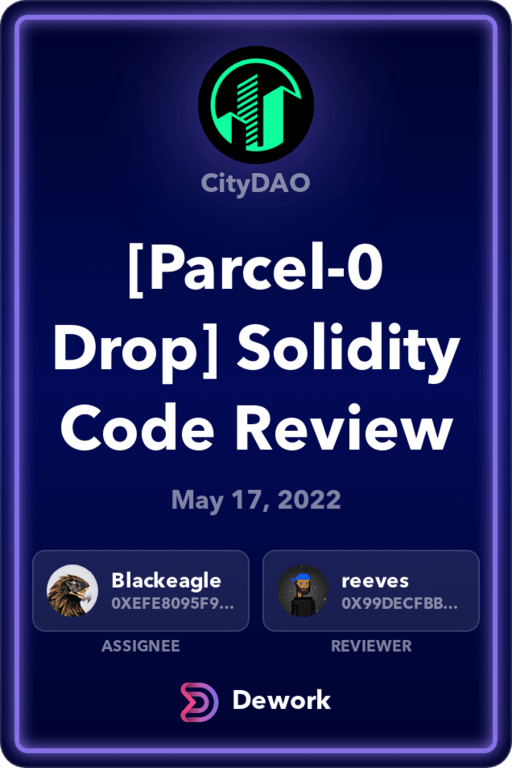 CityDAO
[Parcel-0
Drop] Solidity
Code Review
May 17, 2022
Blackeagle
0XEFE8095F9...
ASSIGNEE
reeves
0X99DECFBB...
REVIEWER
Dework